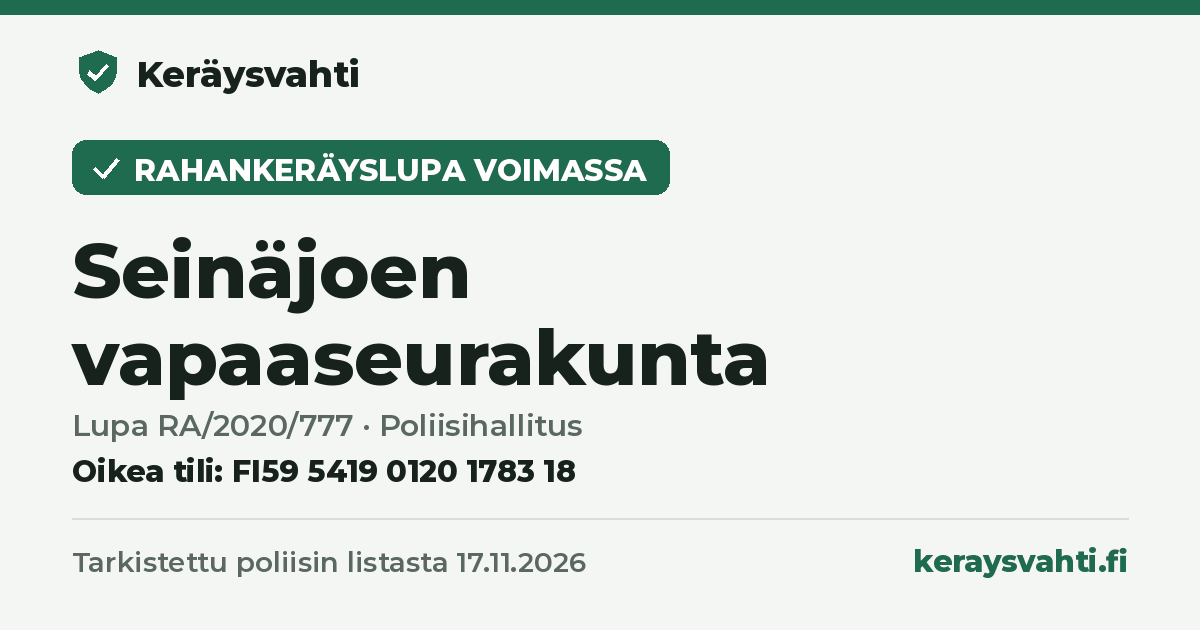 Keräysvahti
RAHANKERÄYSLUPA VOIMASSA
Seinäjoen
vapaaseurakunta
Lupa RA/2020/777 · Poliisihallitus
Oikea tili: FI59 5419 0120 1783 18
Tarkistettu poliisin listasta 17.11.2026
keraysvahti.fi